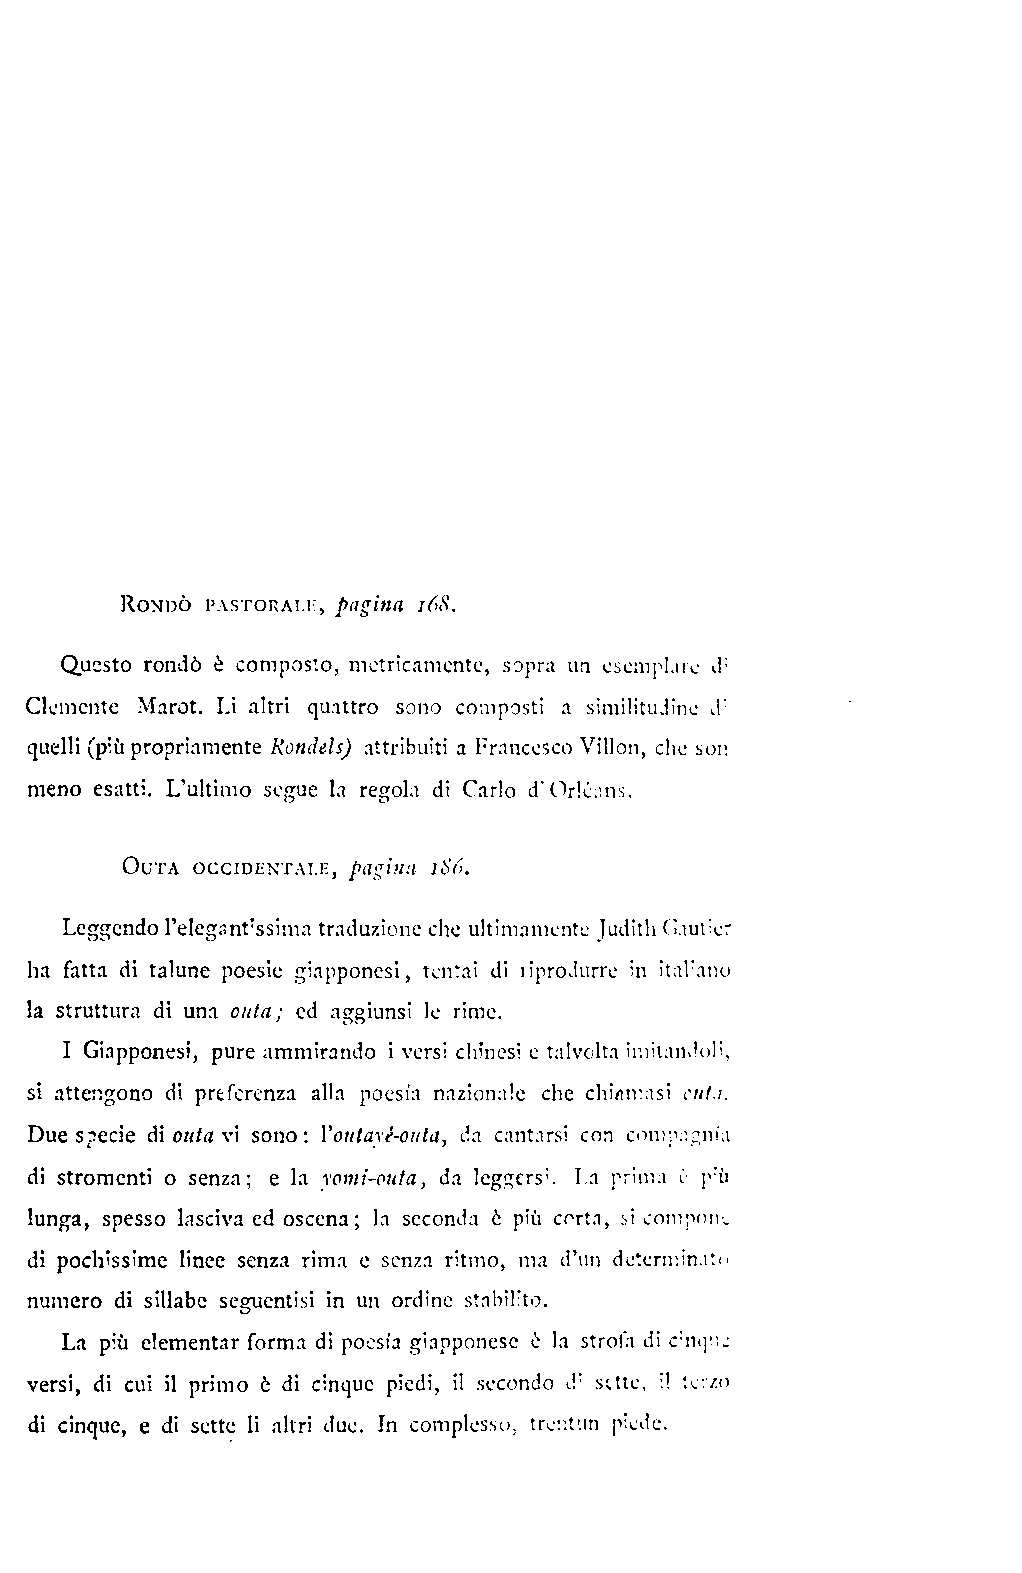 Rondò pastorale, pagina 168.
Questo rondò è composto, metricamente, sopra un esemplare di
Clemente Marot. Li altri quattro sono composti a similitudine di
quelli (più propriamente Rondels) attribuiti a Francesco Villon, che son
meno esatti. L'ultimo segue la regola di Carlo d'Orléans.
Outa occidentale, pagina 186.
Leggendo l'elegantissima traduzione che ultimamente Judith Gautier
ha fatta di talune poesie giapponesi, tentai di riprodurre in italiano
la struttura di una outa; ed aggiunsi le rime.
I Giapponesi, pure ammirando i versi chinesi e talvolta imitandoli,
si attengono di preferenza alla poesía nazionale che chiamasi outa.
Due specie di outa vi sono: l'outayé-outa, da cantarsi con compagnía
di stromenti o senza; e la yomi-outa, da leggersi. La prima è più
lunga, spesso lasciva ed oscena; la seconda è più corta, si compone
di pochissime linee senza rima e senza ritmo, ma d'un determinato
numero di sillabe seguentisi in un ordine stabilito.
La più elementar forma di poesía giapponese è la strofa di cinque
versi, di cui il primo è di cinque piedi, il secondo di sette, il terzo
di cinque, e di sette li altri due. In complesso, trentun piede.